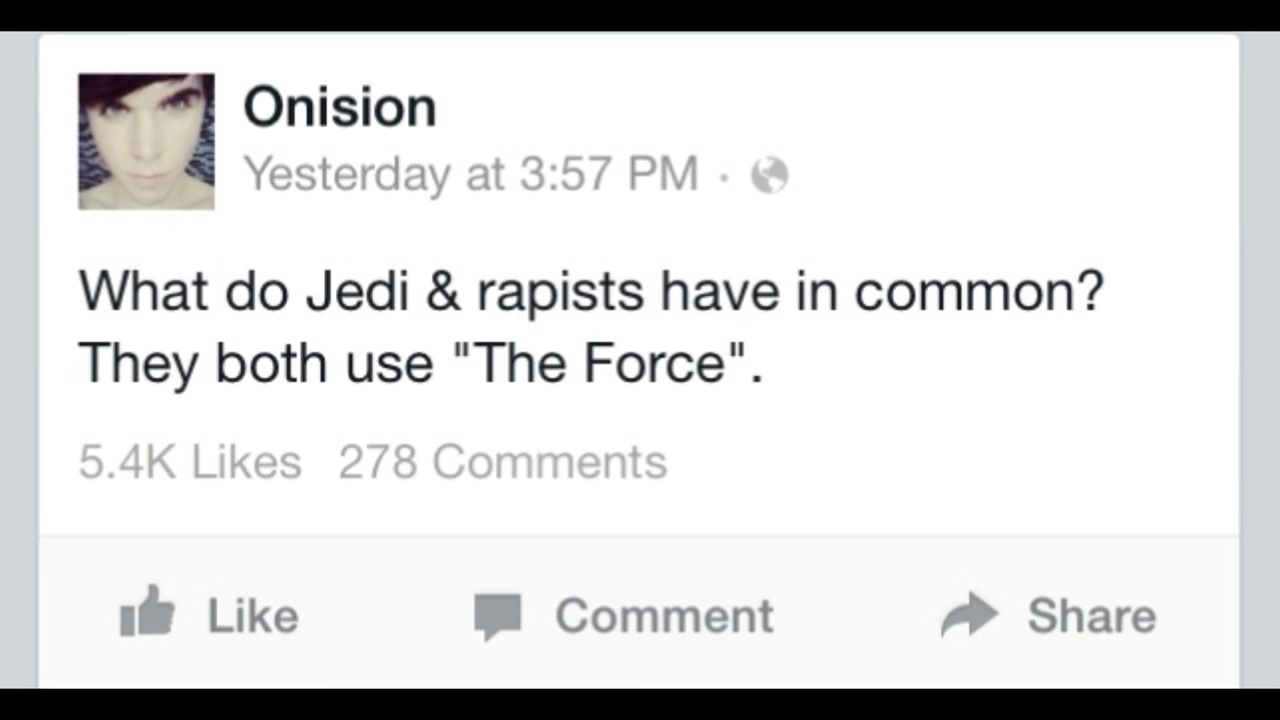 Onision
Yesterday at 3:57 PM ·
What do Jedi & rapists have in common?
They both use "The Force".
5.4K Likes 278 Comments
Like Comment Share